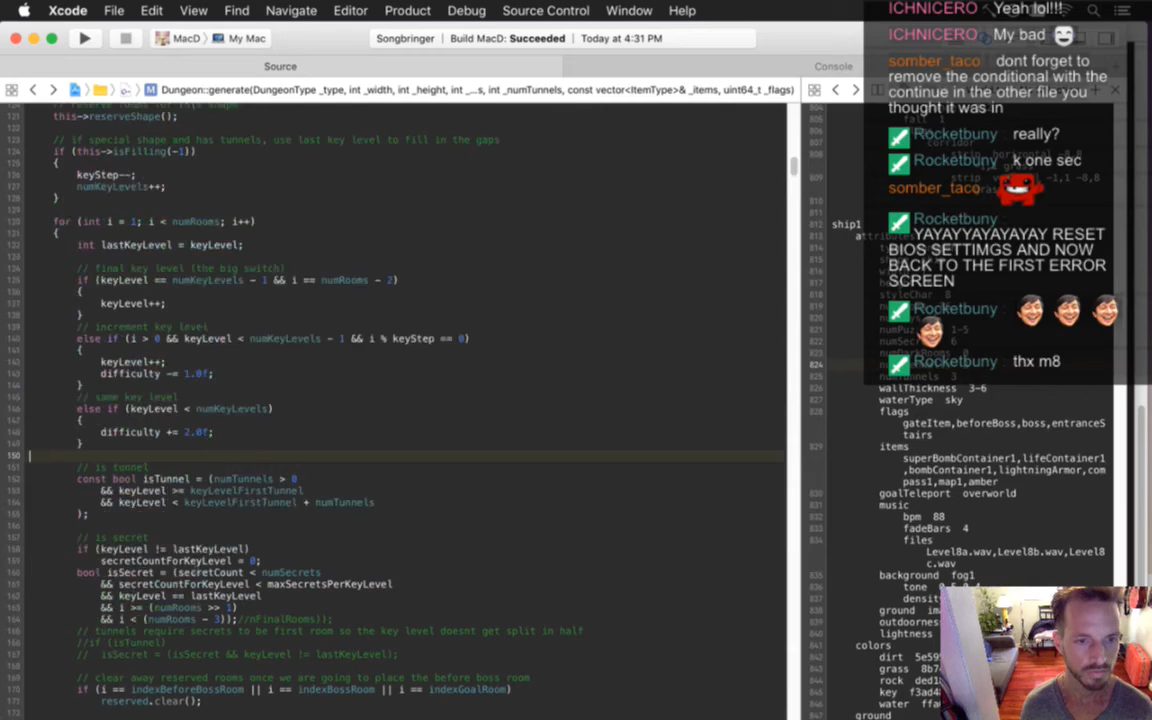 Xcode File Edit View Find Navigate Editor Product Debug Source Control Window Help
MacD My Mac
Songbringer Build MacD: Succeeded Today at 4:31 PM
Source
Console
Dungeon::generate(DungeonType _type, int _width, int _height, int _...s, int _numTunnels, const vector<ItemType>& _items, uint64_t _flags)
121 this->reserveShape();
// if special shape and has tunnels, use last key level to fill in the gaps
if (this->isFilling(-1))
{
keyStep--;
numKeyLevels++;
}
for (int i = 1; i < numRooms; i++)
{
int lastKeyLevel = keyLevel;
// final key level (the big switch)
if (keyLevel == numKeyLevels - 1 && i == numRooms - 2)
{
keyLevel++;
}
// increment key level
else if (i > 0 && keyLevel < numKeyLevels - 1 && i % keyStep == 0)
{
keyLevel++;
difficulty -= 1.0f;
}
// same key level
else if (keyLevel < numKeyLevels)
{
difficulty += 2.0f;
}
150
// is tunnel
const bool isTunnel = (numTunnels > 0
&& keyLevel >= keyLevelFirstTunnel
&& keyLevel < keyLevelFirstTunnel + numTunnels
);
// is secret
if (keyLevel != lastKeyLevel)
secretCountForKeyLevel = 0;
bool isSecret = (secretCount < numSecrets
&& secretCountForKeyLevel < maxSecretsPerKeyLevel
&& keyLevel == lastKeyLevel
&& i >= (numRooms >> 1)
&& i < (numRooms - 3));//nFinalRooms));
// tunnels require secrets to be first room so the key level doesnt get split in half
//if (isTunnel)
// isSecret = (isSecret && keyLevel != lastKeyLevel);
// clear away reserved rooms once we are going to place the before boss room
if (i == indexBeforeBossRoom || i == indexBossRoom || i == indexGoalRoom)
reserved.clear();
ICHNICERO Yeah lol!!!
ICHNICERO My bad
somber_taco dont forget to
remove the conditional with the
continue in the other file you
thought it was in
Rocketbuny really?
Rocketbuny k one sec
somber_taco
Rocketbuny
YAYAYYAYAYAYAY RESET
BIOS SETTIMGS AND NOW
BACK TO THE FIRST ERROR
SCREEN
Rocketbuny
Rocketbuny thx m8
corridor
ship1
824
numTunnels 3
wallThickness 3-6
waterType sky
flags
gateItem,beforeBoss,boss,entranceS
tairs
items
superBombContainer1,lifeContainer1
,bombContainer1,lightningArmor,com
pass1,map1,amber
goalTeleport overworld
music
bpm 88
fadeBars 4
files
Level8a.wav,Level8b.wav,Level8
c.wav
background fog1
tone
ground
lightness
colors
dirt
grass
rock
key
water
ground